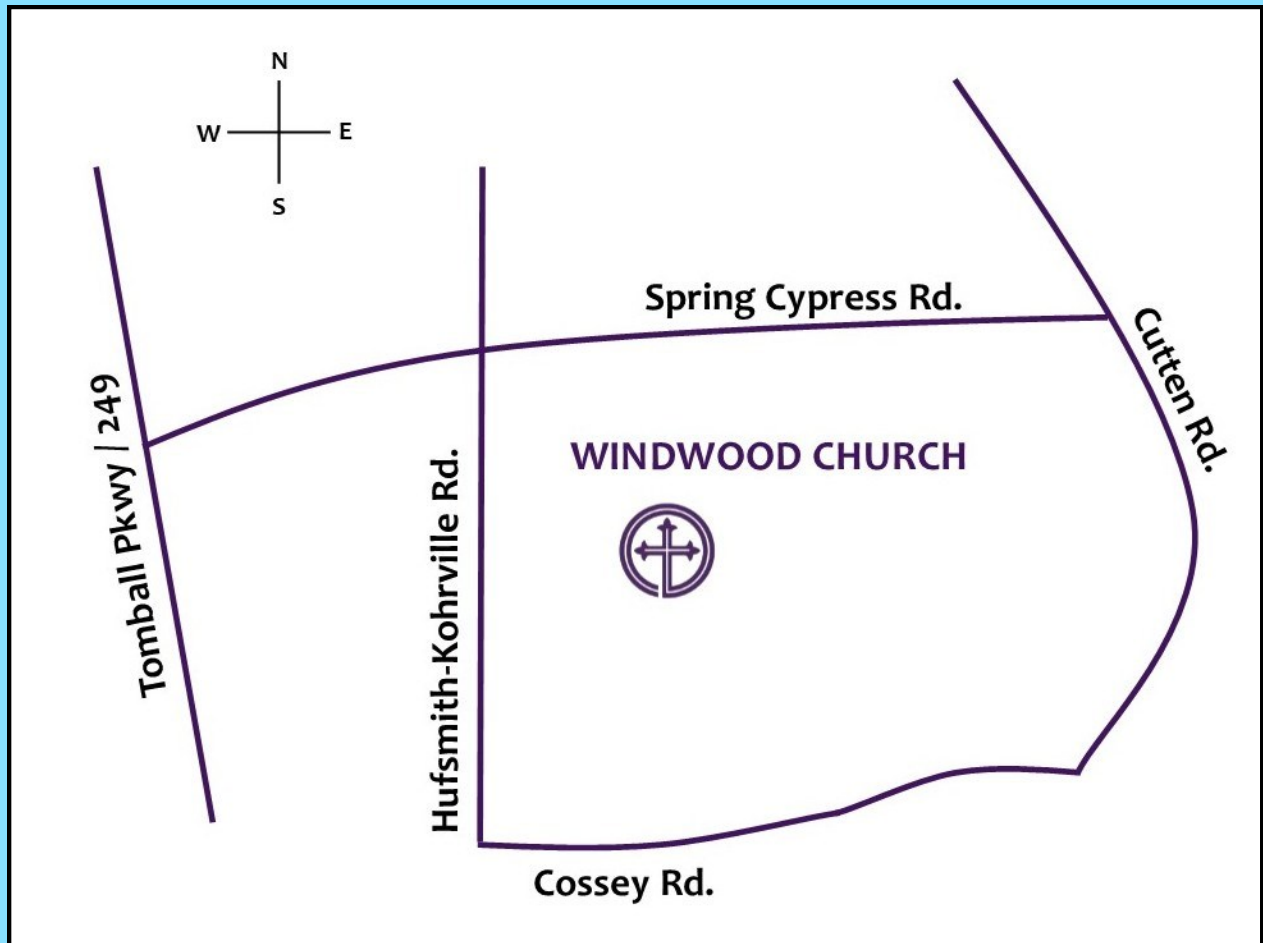 N
W
E
S
Spring Cypress Rd.
Cutten Rd.
Tomball Pkwy | 249
WINDWOOD CHURCH
Hufsmith-Kohrville Rd.
Cossey Rd.